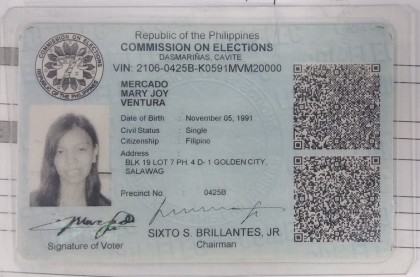 Republic of the Philippines
COMMISSION ON ELECTIONS
DASMARIÑAS, CAVITE
VIN: 2106-0425B-K0591MVM20000
MERCADO
MARY JOY
VENTURA
Date of Birth : November 05, 1991
Civil Status : Single
Citizenship : Filipino
Address
BLK 19 LOT 7 PH. 4 D- 1 GOLDEN CITY,
SALAWAG
Precinct No. 0425B
SIXTO S. BRILLANTES, JR.
Signature of Voter
Chairman
COMMISSION ON ELECTIONS
REPUBLIC OF THE PHILIPPINES